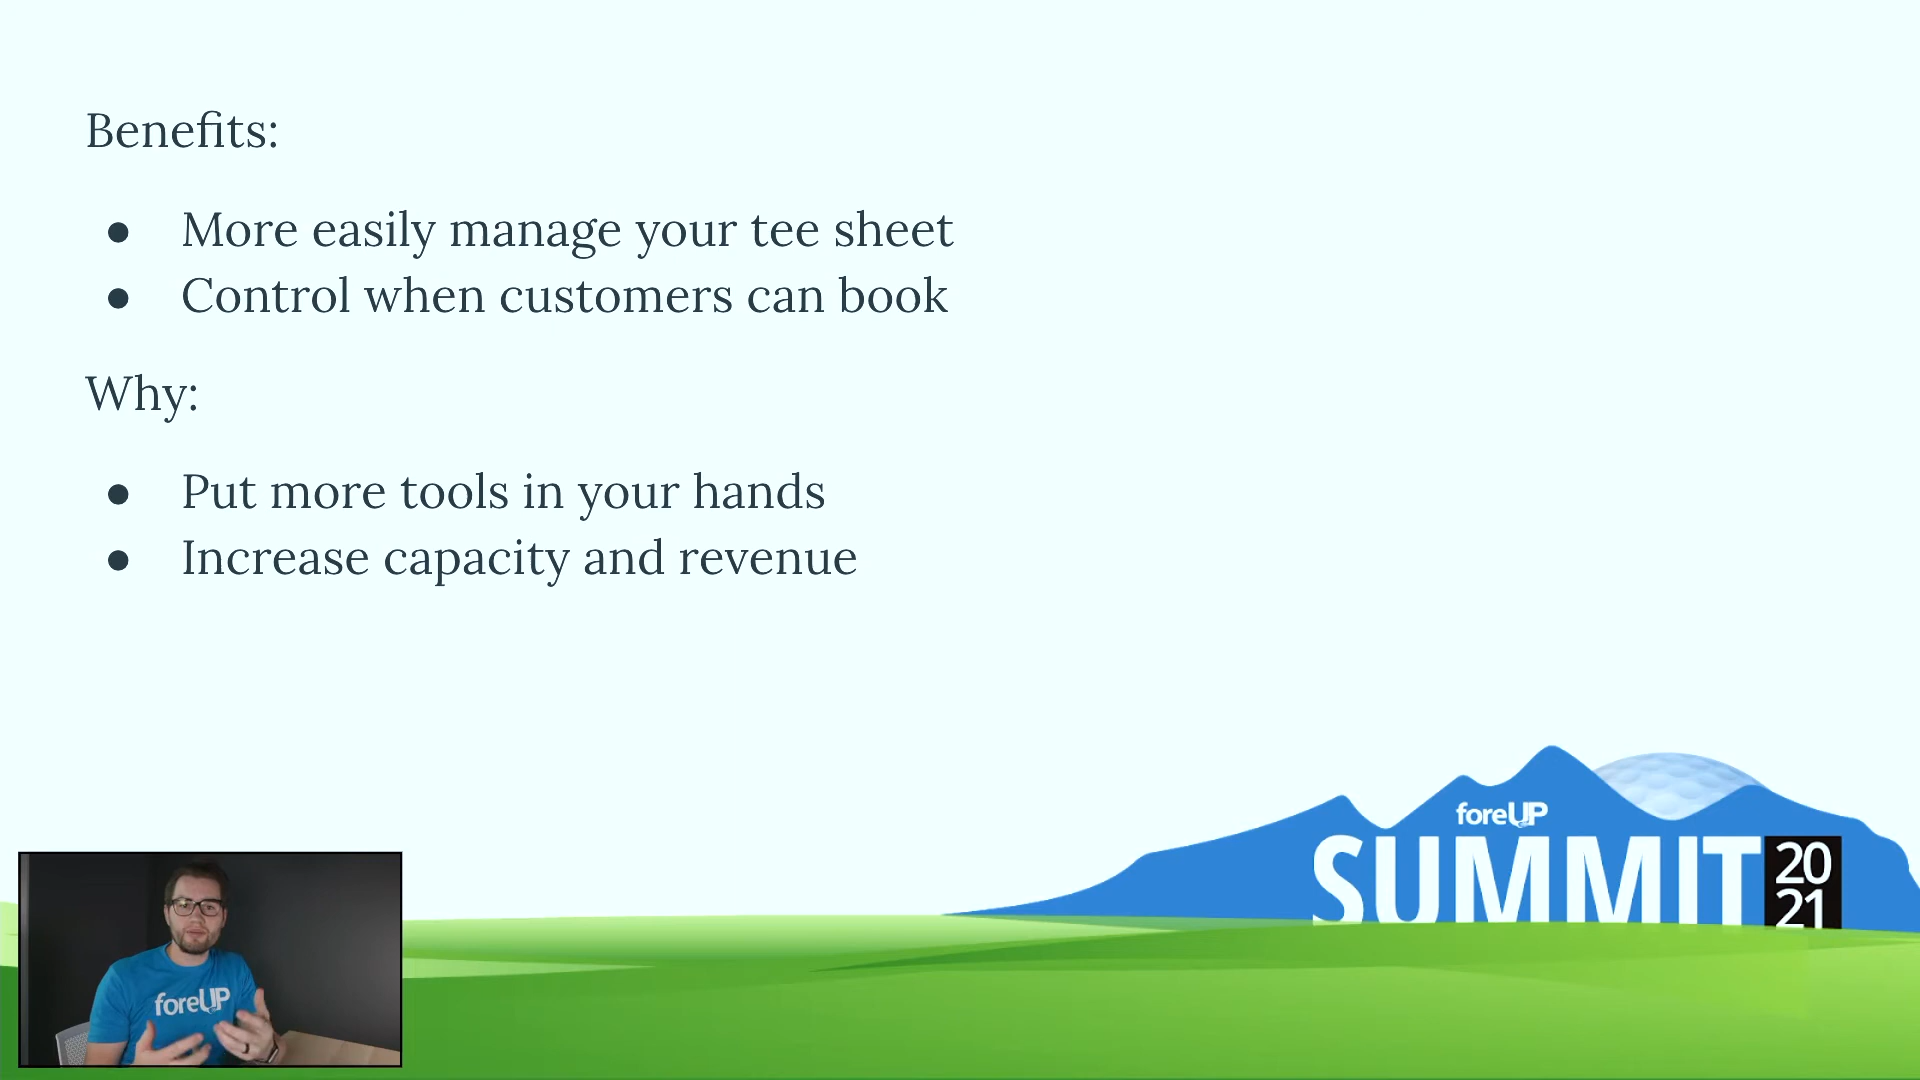 Benefits:
● More easily manage your tee sheet
● Control when customers can book
Why:
● Put more tools in your hands
● Increase capacity and revenue
foreUP
SUMMIT
20
21
foreUP